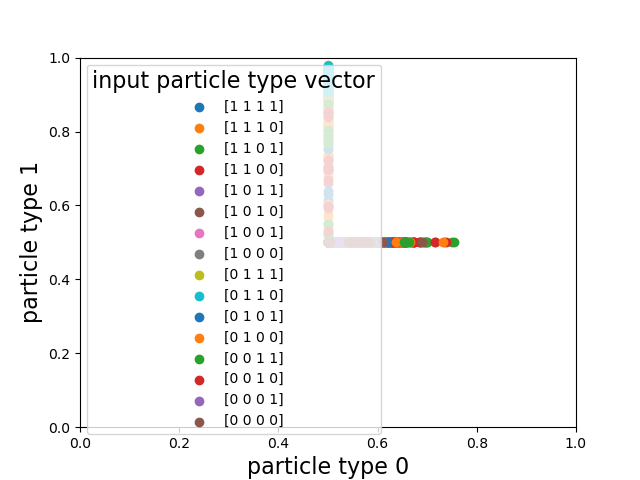 input particle type vector
[1 1 1 1]
[1 1 1 0]
[1 1 0 1]
[1 1 0 0]
[1 0 1 1]
[1 0 1 0]
[1 0 0 1]
[1 0 0 0]
[0 1 1 1]
[0 1 1 0]
[0 1 0 1]
[0 1 0 0]
[0 0 1 1]
[0 0 1 0]
[0 0 0 1]
[0 0 0 0]
particle type 1
1.0
0.8
0.6
0.4
0.2
0.0
0.0 0.2 0.4 0.6 0.8 1.0
particle type 0